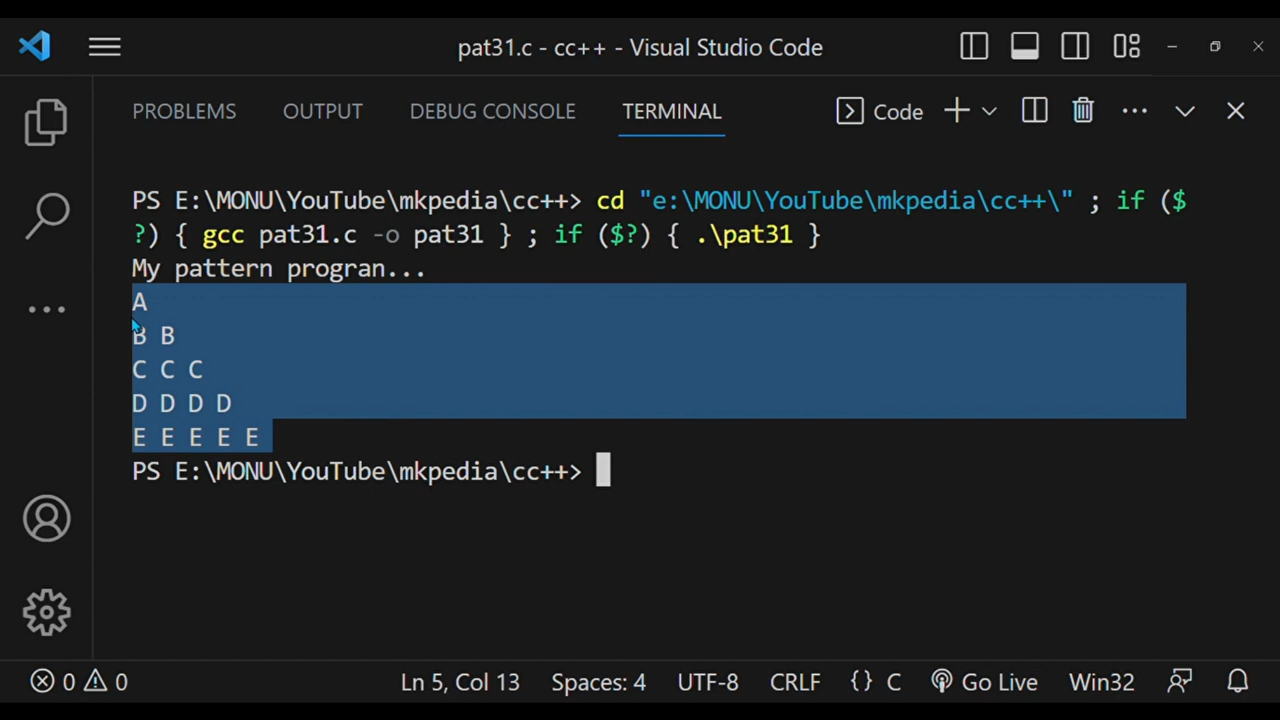 pat31.c - cc++ - Visual Studio Code
PROBLEMS OUTPUT DEBUG CONSOLE TERMINAL Code
PS E:\MONU\YouTube\mkpedia\cc++> cd "e:\MONU\YouTube\mkpedia\cc++\" ; if ($
?) { gcc pat31.c -o pat31 } ; if ($?) { .\pat31 }
My pattern progran...
A
B B
C C C
D D D D
E E E E E
PS E:\MONU\YouTube\mkpedia\cc++>
0 0 Ln 5, Col 13 Spaces: 4 UTF-8 CRLF {} C Go Live Win32